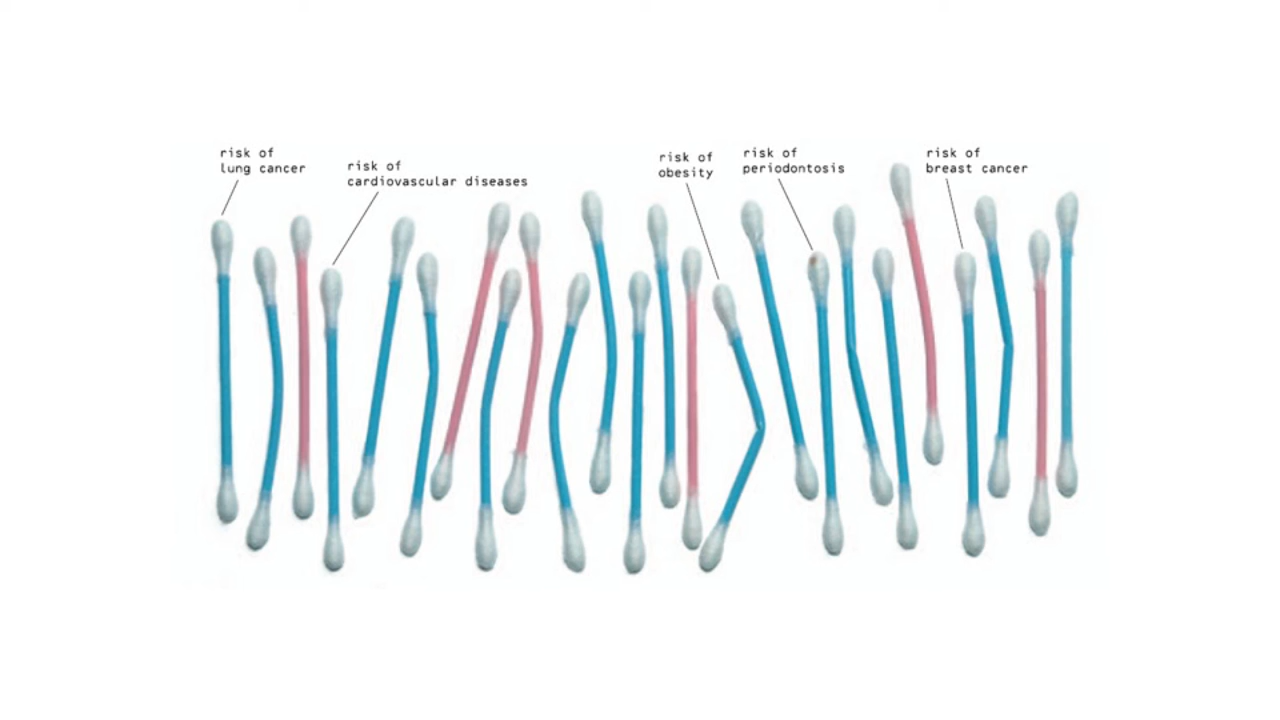 risk of
lung cancer
risk of
cardiovascular diseases
risk of
obesity
risk of
periodontosis
risk of
breast cancer